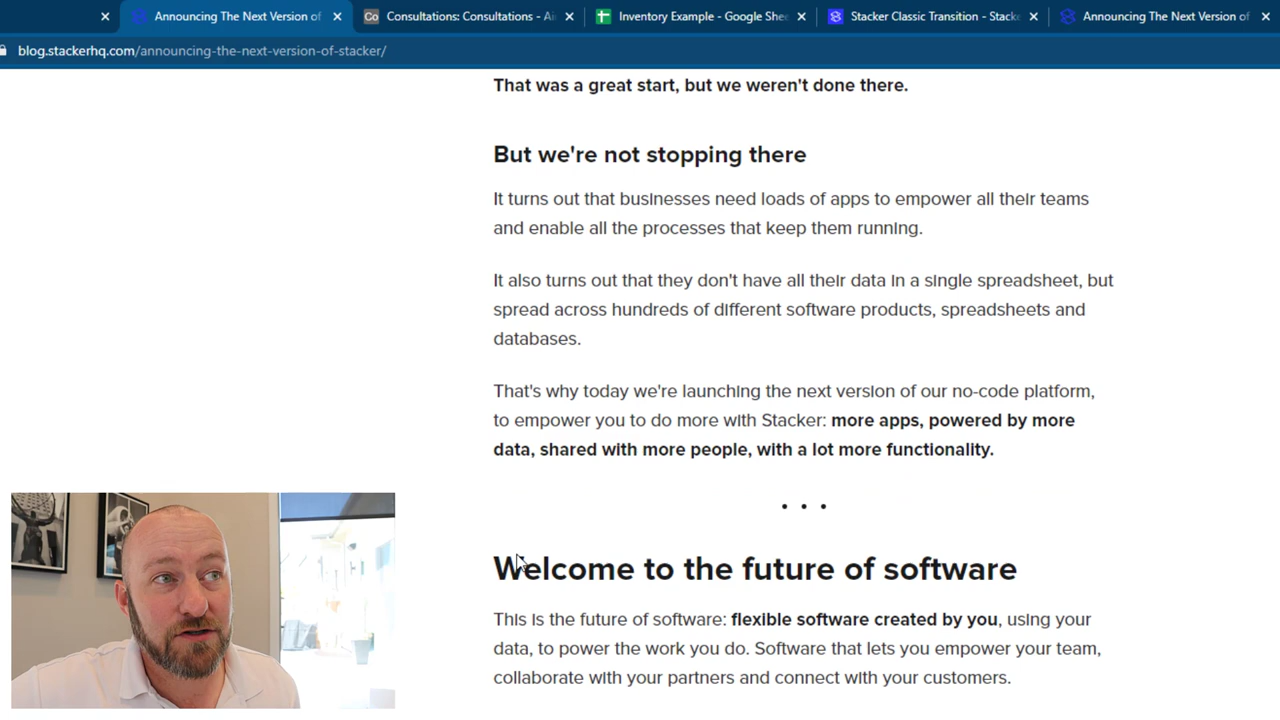 Announcing The Next Version of
Consultations: Consultations - Ai
Inventory Example - Google She
Stacker Classic Transition - Stack
Announcing The Next Version of
blog.stackerhq.com/announcing-the-next-version-of-stacker/
That was a great start, but we weren't done there.
But we're not stopping there
It turns out that businesses need loads of apps to empower all their teams
and enable all the processes that keep them running.
It also turns out that they don't have all their data in a single spreadsheet, but
spread across hundreds of different software products, spreadsheets and
databases.
That's why today we're launching the next version of our no-code platform,
to empower you to do more with Stacker: more apps, powered by more
data, shared with more people, with a lot more functionality.
Welcome to the future of software
This is the future of software: flexible software created by you, using your
data, to power the work you do. Software that lets you empower your team,
collaborate with your partners and connect with your customers.